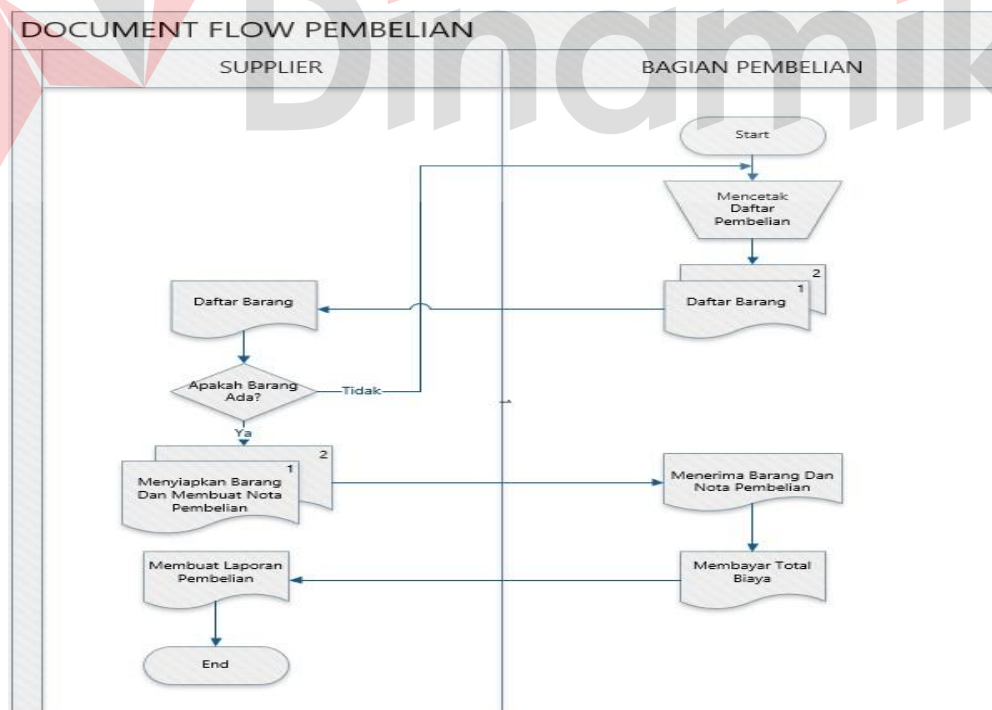 DOCUMENT FLOW PEMBELIAN
Dinamik
SUPPLIER
BAGIAN PEMBELIAN
Start
Mencetak
Daftar
Pembelian
2
1
Daftar Barang
Daftar Barang
Apakah Barang
Ada?
Tidak
Ya
2
1
Menyiapkan Barang
Dan Membuat Nota
Pembelian
Menerima Barang Dan
Nota Pembelian
Membayar Total
Biaya
Membuat Laporan
Pembelian
End